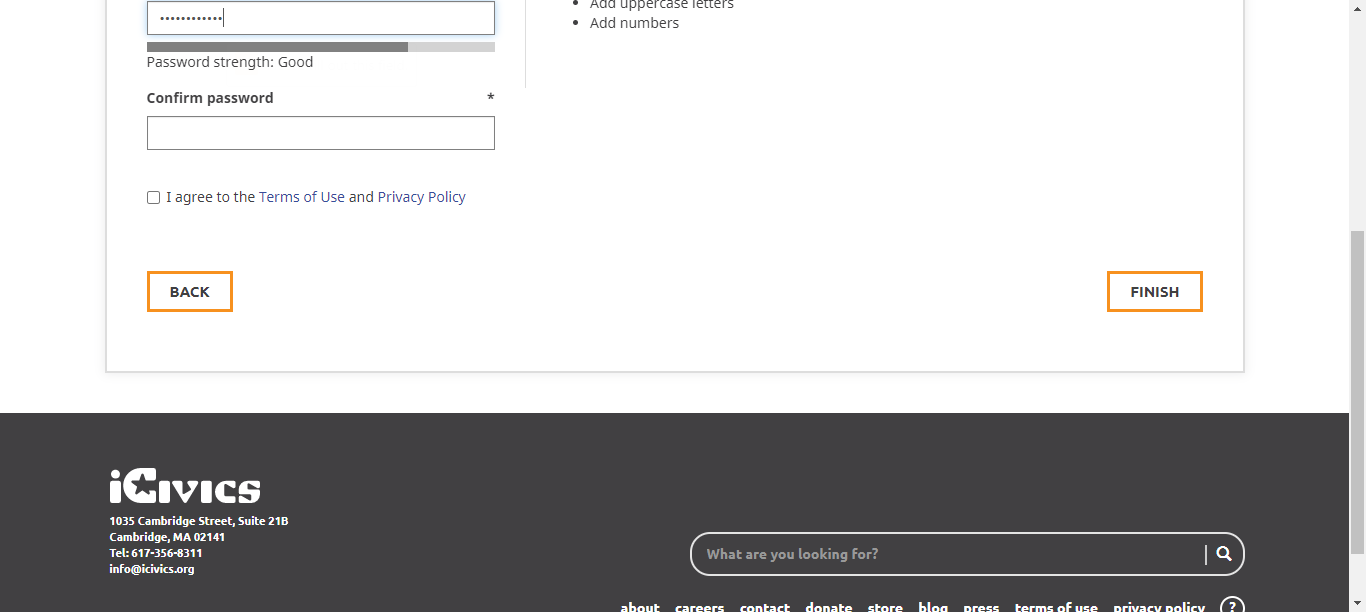 Add uppercase letters
••••••••••••
Add numbers
Password strength: Good
Confirm password *
I agree to the Terms of Use and Privacy Policy
BACK
FINISH
iCivics
1035 Cambridge Street, Suite 21B
Cambridge, MA 02141
Tel: 617-356-8311
info@icivics.org
What are you looking for?
about careers contact donate store blog press terms of use privacy policy ?